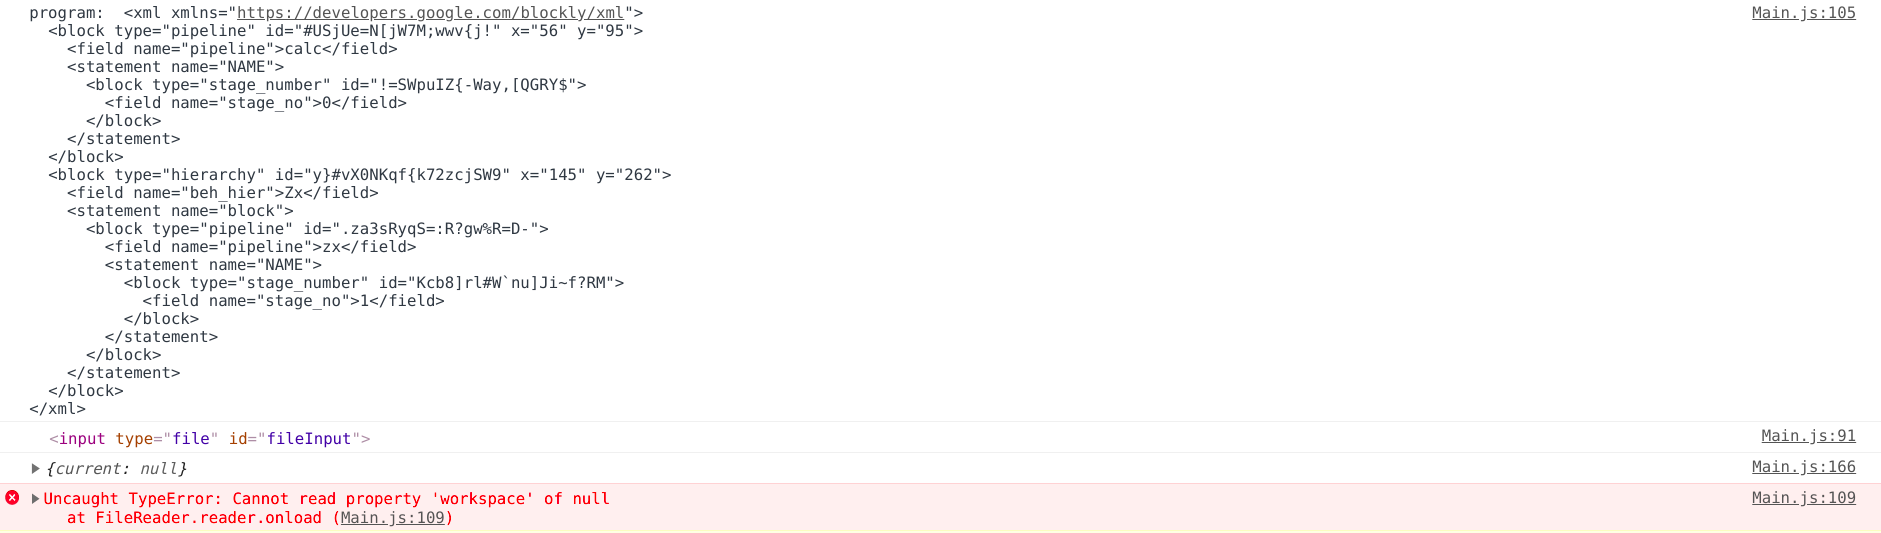 program:  <xml xmlns="https://developers.google.com/blockly/xml"> Main.js:105
<block type="pipeline" id="#USjUe=N[jW7M;wwv{j!" x="56" y="95">
<field name="pipeline">calc</field>
<statement name="NAME">
<block type="stage_number" id="!=SWpuIZ{-Way,[QGRY$">
<field name="stage_no">0</field>
</block>
</statement>
</block>
<block type="hierarchy" id="y}#vX0NKqf{k72zcjSW9" x="145" y="262">
<field name="beh_hier">Zx</field>
<statement name="block">
<block type="pipeline" id=".za3sRyqS=:R?gw%R=D-">
<field name="pipeline">zx</field>
<statement name="NAME">
<block type="stage_number" id="Kcb8]rl#W`nu]Ji~f?RM">
<field name="stage_no">1</field>
</block>
</statement>
</block>
</statement>
</block>
</xml>
<input type="file" id="fileInput"> Main.js:91
{current: null} Main.js:166
Uncaught TypeError: Cannot read property 'workspace' of null Main.js:109
at FileReader.reader.onload (Main.js:109)